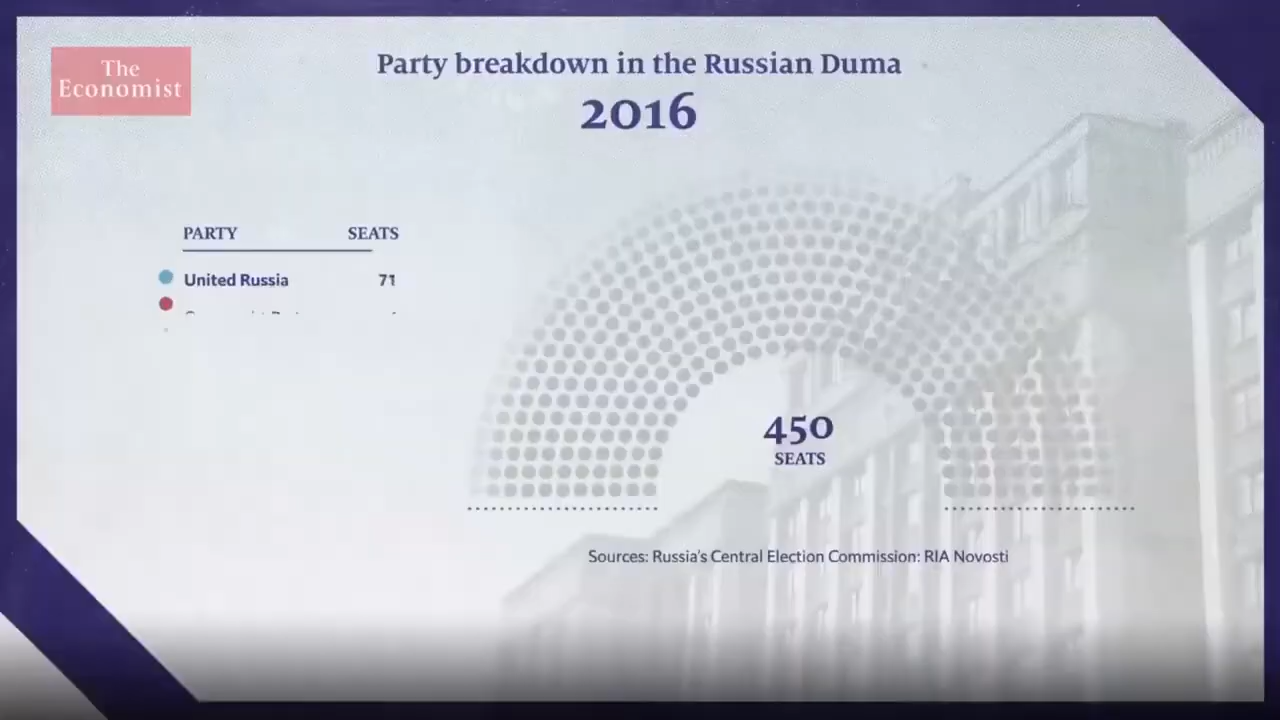 The
Economist
Party breakdown in the Russian Duma
2016
PARTY SEATS
United Russia 71
450
SEATS
Sources: Russia's Central Election Commission: RIA Novosti